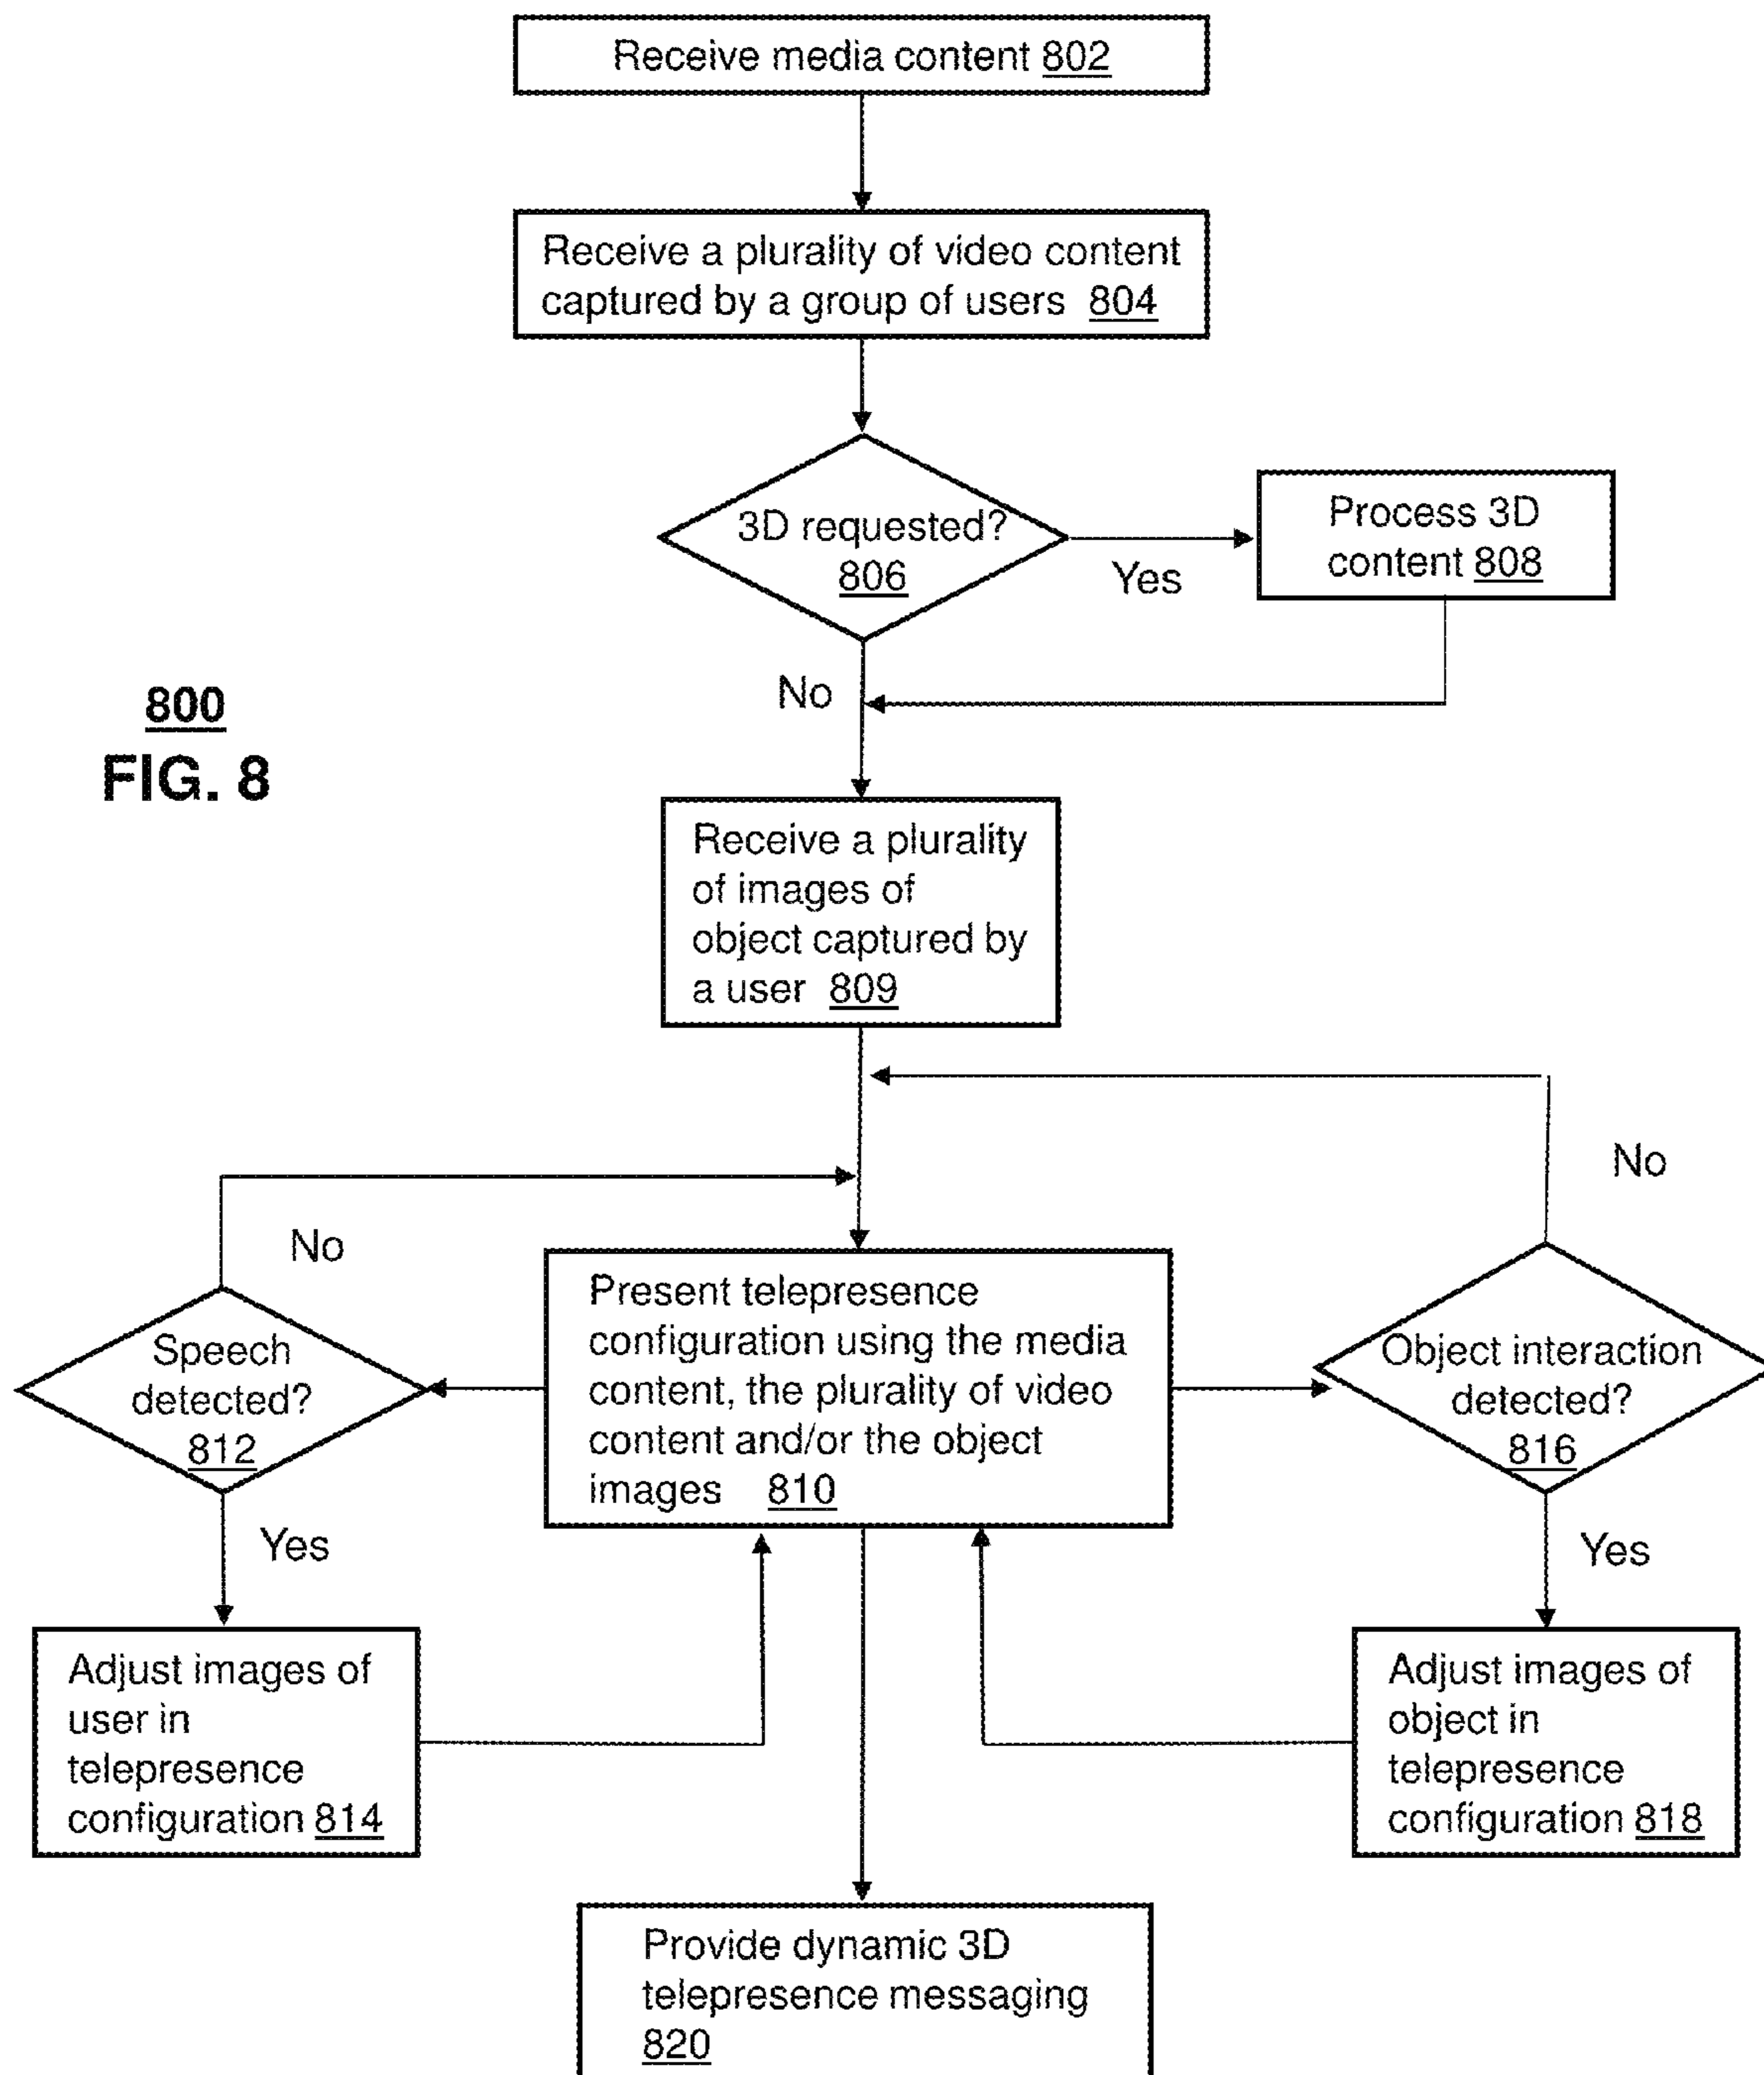 Receive media content 802
Receive a plurality of video content
captured by a group of users 804
3D requested?
806
Yes
Process 3D
content 808
No
800
FIG. 8
Receive a plurality
of images of
object captured by
a user 809
No
No
Speech
detected?
812
Present telepresence
configuration using the media
content, the plurality of video
content and/or the object
images 810
Object interaction
detected?
816
Yes
Yes
Adjust images of
user in
telepresence
configuration 814
Adjust images of
object in
telepresence
configuration 818
Provide dynamic 3D
telepresence messaging
820